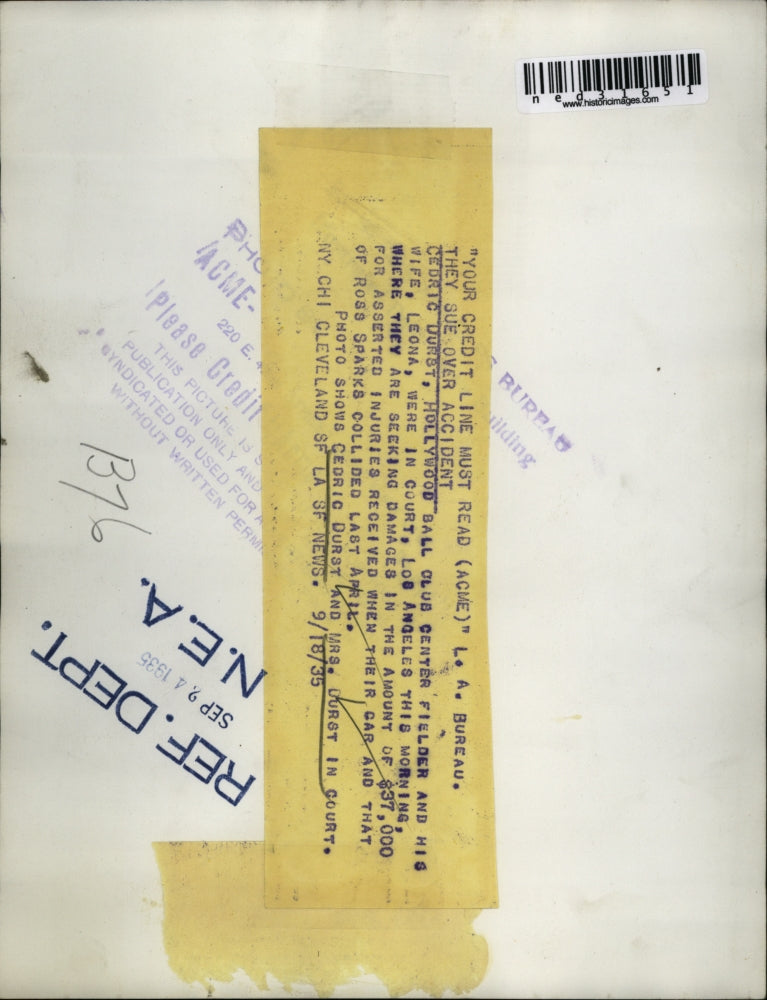 ned31651
www.historicimages.com
"YOUR CREDIT LINE MUST READ (ACME)" L. A. BUREAU.
THEY SUE OVER ACCIDENT
CEDRIC DURST, HOLLYWOOD BALL CLUB CENTER FIELDER AND HIS
WIFE, LEONA, WERE IN COURT, LOS ANGELES THIS MORNING,
WHERE THEY ARE SEEKING DAMAGES IN THE AMOUNT OF $37,000
FOR ASSERTED INJURIES RECEIVED WHEN THEIR CAR AND THAT
OF ROSS SPARKS COLLIDED LAST APRIL.
PHOTO SHOWS CEDRIC DURST AND MRS. DURST IN COURT.
NY CHI CLEVELAND SF LA SF NEWS. 9/18/35
BUREAU
PHO
ACME-
220 E. 4
Please Credit
THIS PICTURE IS S
PUBLICATION ONLY AND
SYNDICATED OR USED FOR A
WITHOUT WRITTEN PERMI
1376
REF. DEPT.
SEP 24 1935
N.E.A.